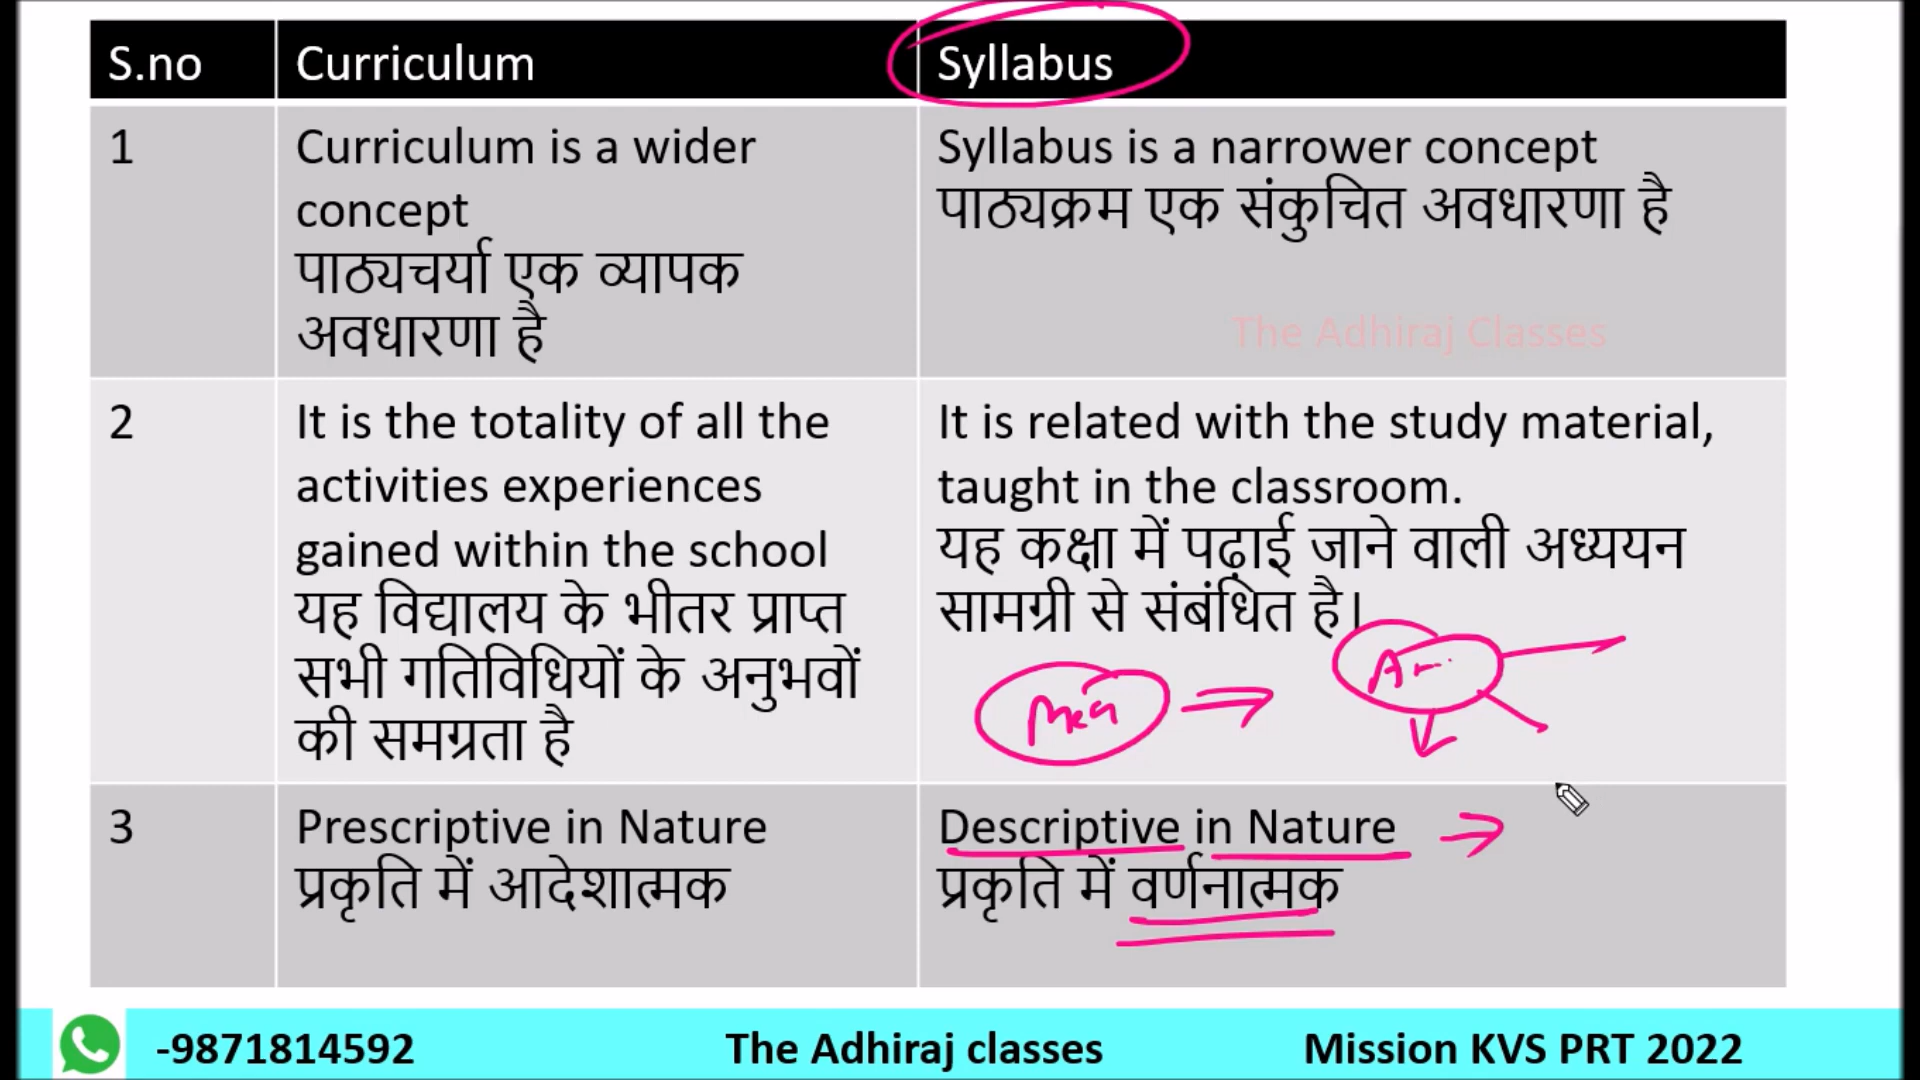 S.no Curriculum Syllabus
1
Curriculum is a wider
concept
पाठ्यचर्या एक व्यापक
अवधारणा है
Syllabus is a narrower concept
पाठ्यक्रम एक संकुचित अवधारणा है
The Adhiraj Classes
2
It is the totality of all the
activities experiences
gained within the school
यह विद्यालय के भीतर प्राप्त
सभी गतिविधियों के अनुभवों
की समग्रता है
It is related with the study material,
taught in the classroom.
यह कक्षा में पढ़ाई जाने वाली अध्ययन
सामग्री से संबंधित है।
3
Prescriptive in Nature
प्रकृति में आदेशात्मक
Descriptive in Nature
प्रकृति में वर्णनात्मक
-9871814592 The Adhiraj classes Mission KVS PRT 2022